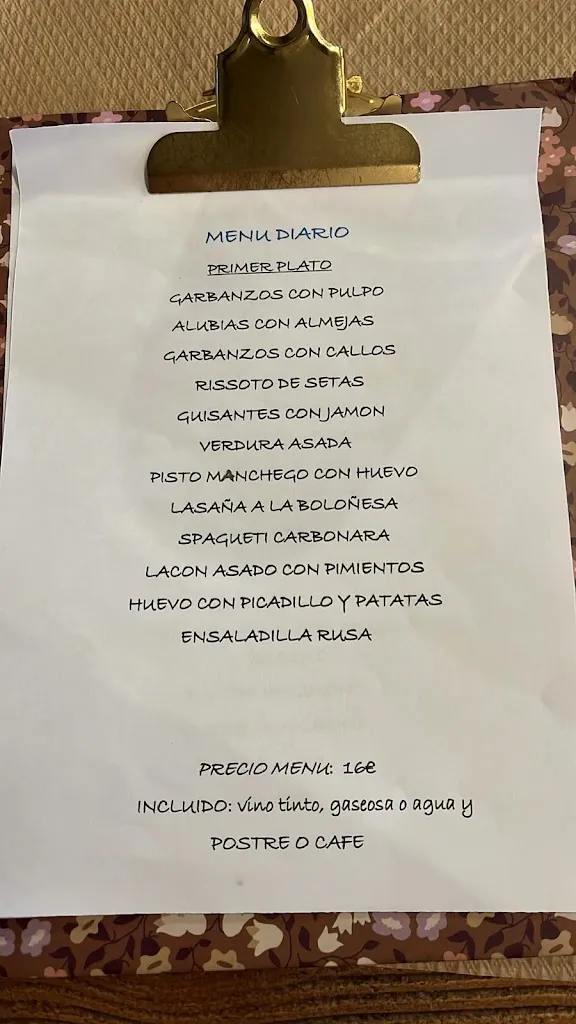 MENU DIARIO
PRIMER PLATO
GARBANZOS CON PULPO
ALUBIAS CON ALMEJAS
GARBANZOS CON CALLOS
RISSOTO DE SETAS
GUISANTES CON JAMON
VERDURA ASADA
PISTO MANCHEGO CON HUEVO
LASAÑA A LA BOLOÑESA
SPAGUETI CARBONARA
LACON ASADO CON PIMIENTOS
HUEVO CON PICADILLO Y PATATAS
ENSALADILLA RUSA
PRECIO MENU: 16€
INCLUIDO: vino tinto, gaseosa o agua y
POSTRE O CAFE